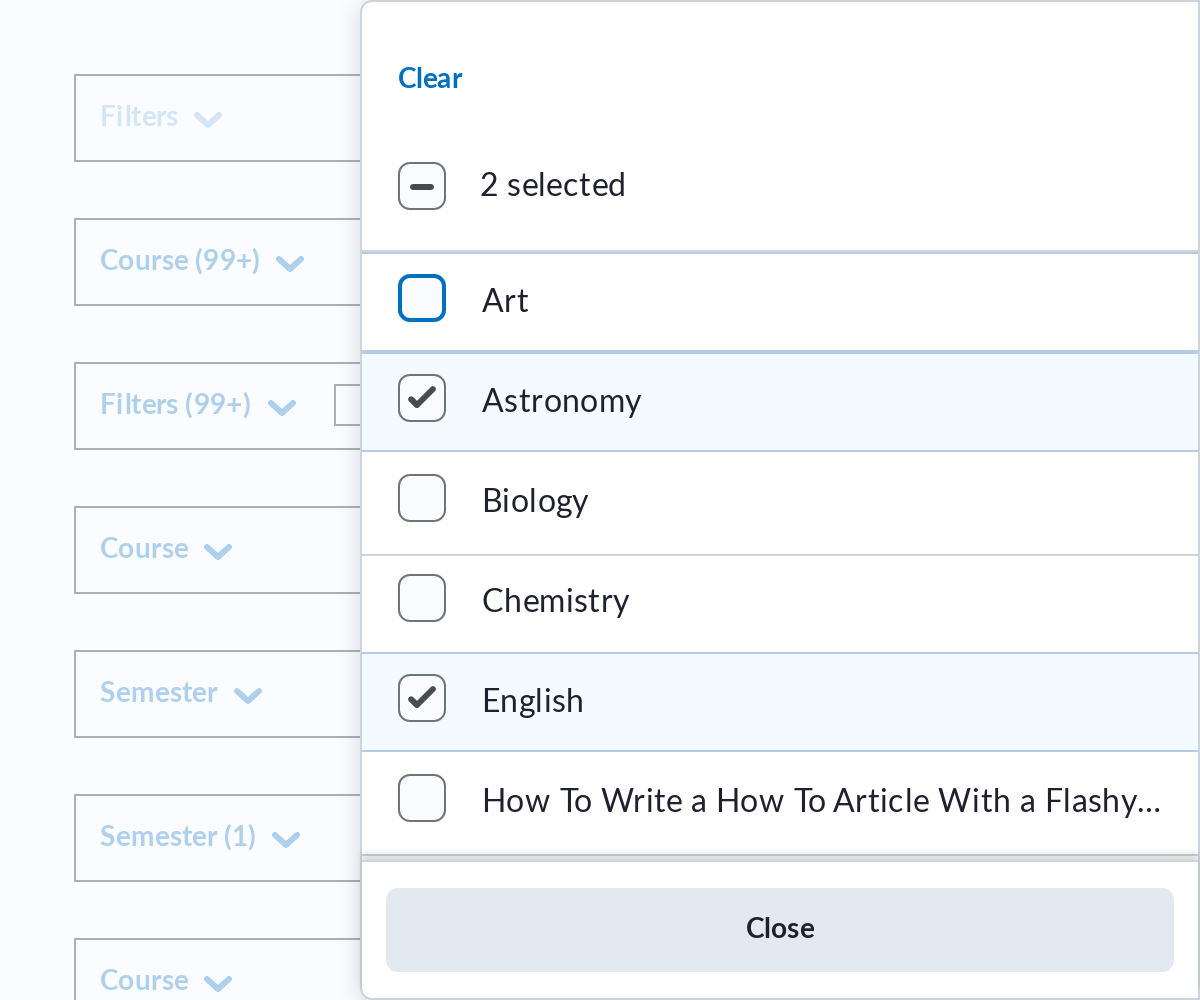 Filters
Course (99+)
Filters (99+)
Course
Semester
Semester (1)
Course
Clear
2 selected
Art
Astronomy
Biology
Chemistry
English
How To Write a How To Article With a Flashy...
Close